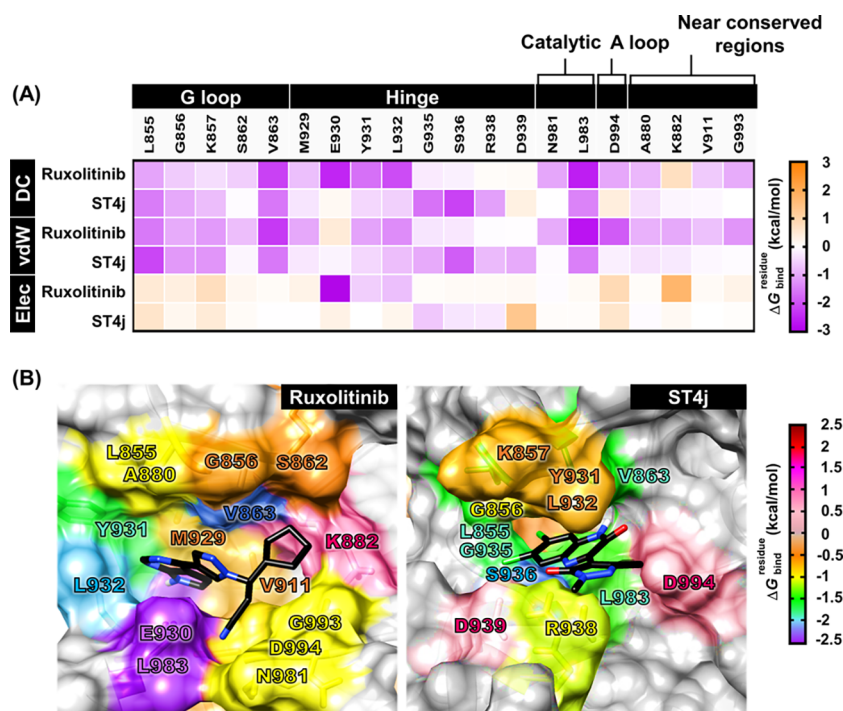 Near conserved
regions
Catalytic A loop
(A)
G loop Hinge
L855 G856 K857 S862 V863 M929 E930 Y931 L932 G935 S936 R938 D939 N981 L983 D994 A880 K882 V911 G993
DC
Ruxolitinib
ST4j
vdW
Ruxolitinib
ST4j
Elec
Ruxolitinib
ST4j
3
2
1
0
-1
-2
-3
ΔG residue bind (kcal/mol)
(B)
Ruxolitinib
L855
A880
G856
S862
V863
Y931
M929
K882
L932
V911
E930
G993
D994
L983
N981
ST4j
K857
Y931
V863
L932
G856
L855
G935
S936
D994
L983
D939
R938
2.5
2
1.5
1
0.5
0
-0.5
-1
-1.5
-2
-2.5
ΔG residue bind (kcal/mol)